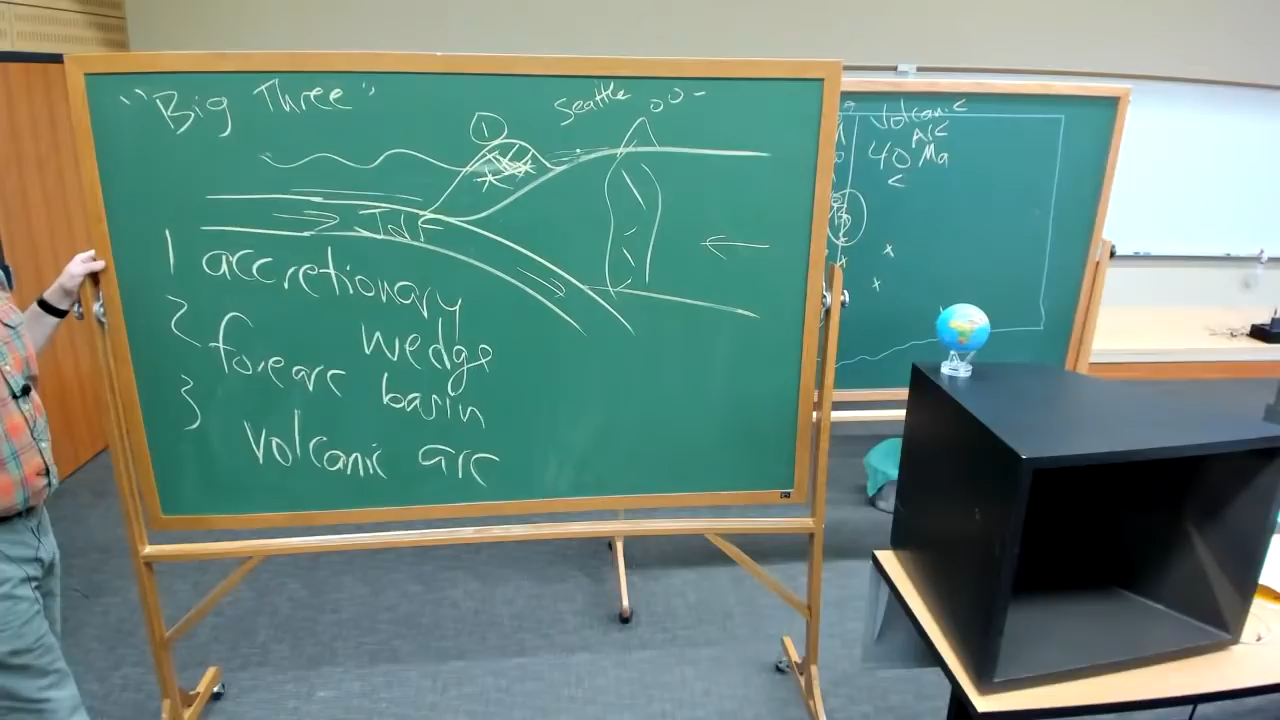 "Big Three"
Seattle
1
JdF
1 accretionary
wedge
2 forearc
basin
3
volcanic arc
Volcanic
Arc
40 Ma
<